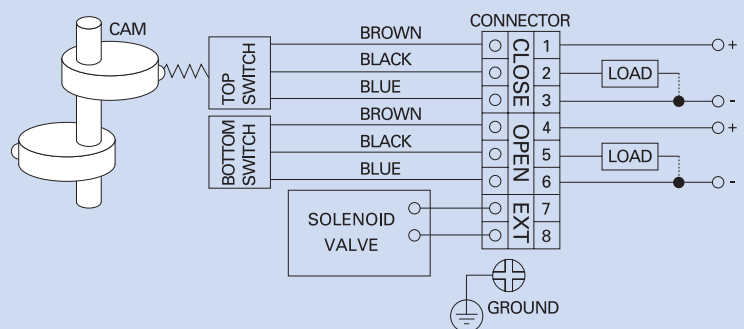 CONNECTOR
CAM
TOP
SWITCH
BROWN
BLACK
BLUE
CLOSE
1
2
3
+
LOAD
-
BOTTOM
SWITCH
BROWN
BLACK
BLUE
OPEN
4
5
6
+
LOAD
-
SOLENOID
VALVE
EXT
7
8
GROUND